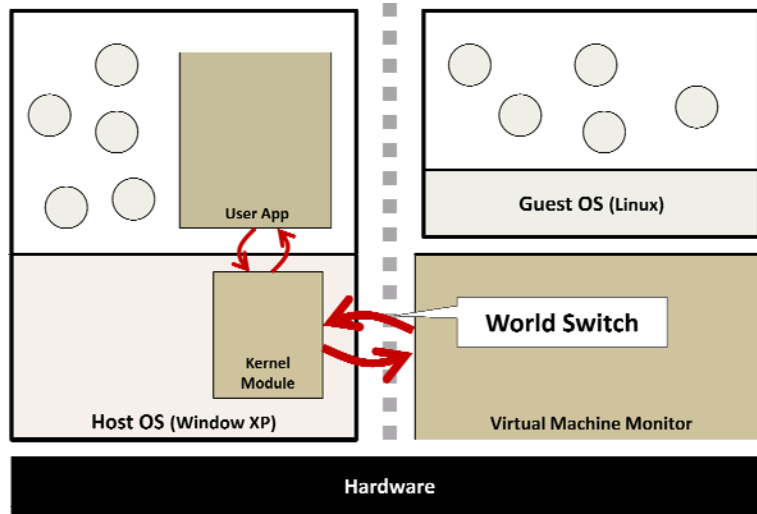 User App
Guest OS (Linux)
World Switch
Kernel
Module
Host OS (Window XP)
Virtual Machine Monitor
Hardware